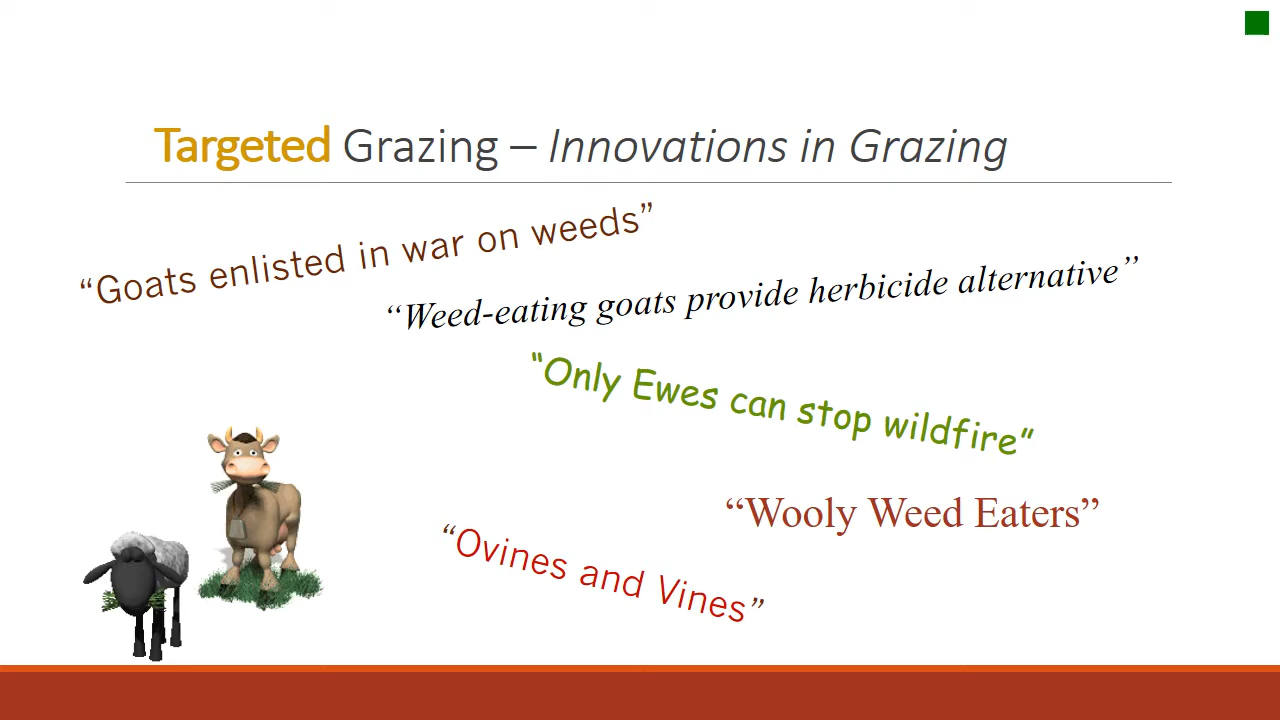 Targeted Grazing – Innovations in Grazing
“Goats enlisted in war on weeds”
“Weed-eating goats provide herbicide alternative”
“Only Ewes can stop wildfire”
“Wooly Weed Eaters”
“Ovines and Vines”